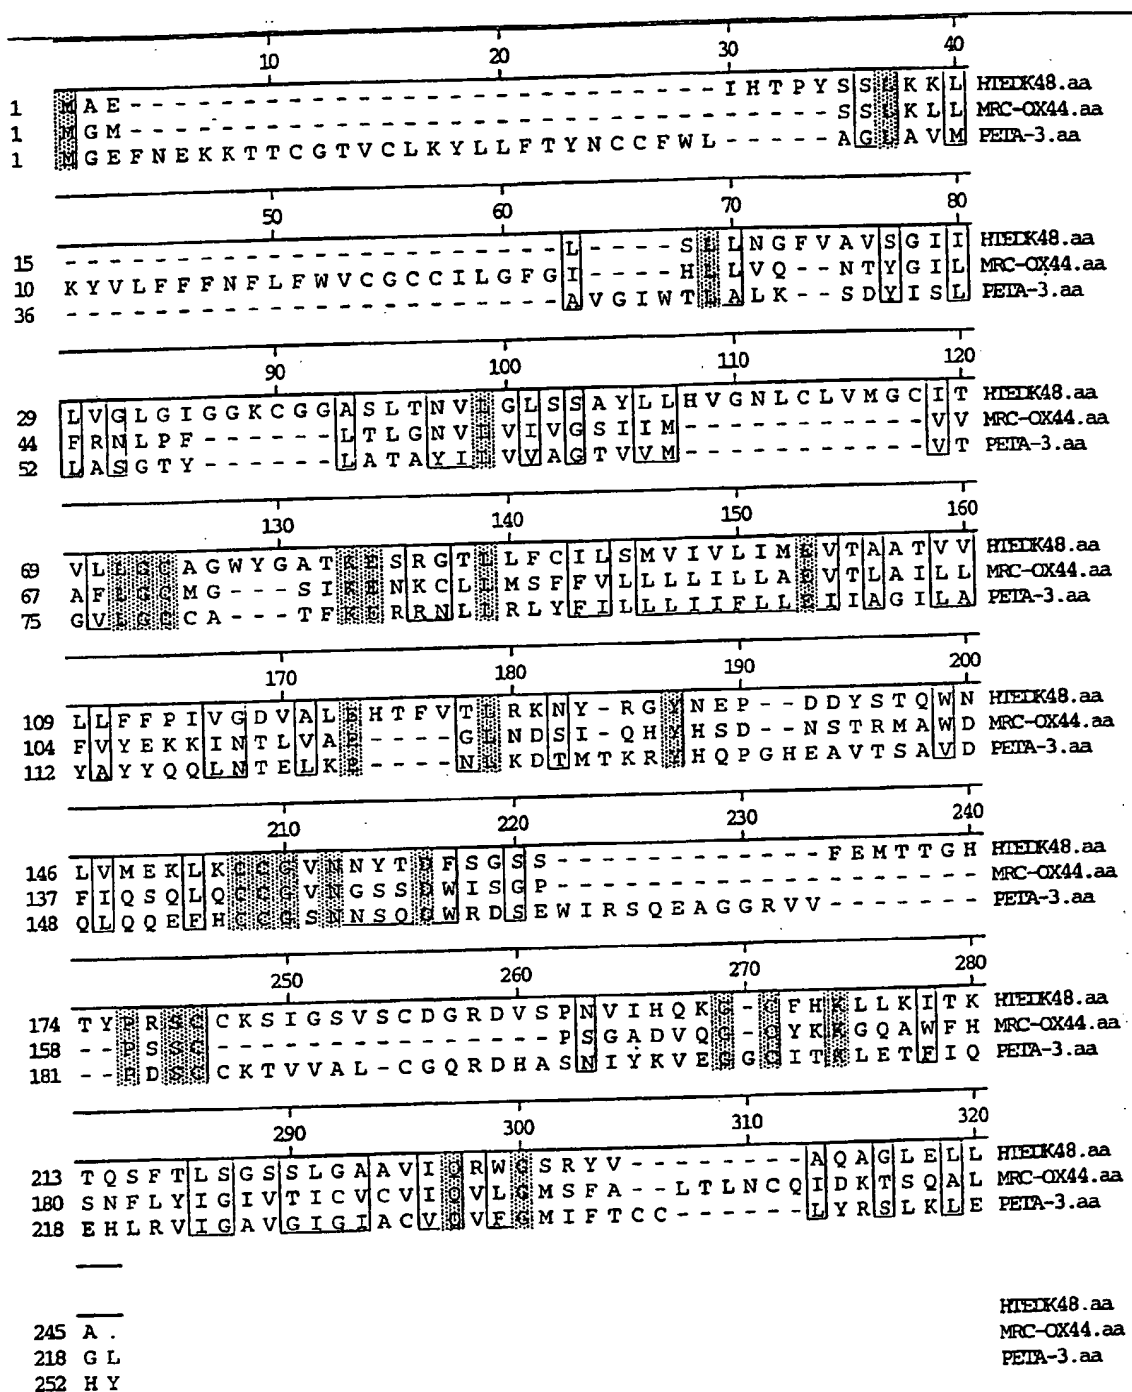 10 20 30 40
1 M A E - - - - - - - - - - - - - - - - - - - - - - - - - - I H T P Y S S L K K L HTEDK48.aa
1 M G M - - - - - - - - - - - - - - - - - - - - - - - - - - - - - - - S S L K L L MRC-OX44.aa
1 M G E F N E K K T T C G T V C L K Y L L F T Y N C C F W L - - - - - A G L A V M PETA-3.aa
50 60 70 80
15 - - - - - - - - - - - - - - - - - - - - - - L - - - - S L L N G F V A V S G I I HTEDK48.aa
10 K Y V L F F F N F L F W V C G C C I L G F G I - - - - H L L V Q - - N T Y G I L MRC-OX44.aa
36 - - - - - - - - - - - - - - - - - - - - - - A V G I W T L A L K - - S D Y I S L PETA-3.aa
90 100 110 120
29 L V G L G I G G K C G G A S L T N V L G L S S A Y L L H V G N L C L V M G C I T HTEDK48.aa
44 F R N L P F - - - - - - L T L G N V L V I V G S I I M - - - - - - - - - - - V V MRC-OX44.aa
52 L A S G T Y - - - - - - L A T A Y I L V V A G T V V M - - - - - - - - - - - V T PETA-3.aa
130 140 150 160
69 V L L G C A G W Y G A T K E S R G T L L F C I L S M V I V L I M E V T A A T V V HTEDK48.aa
67 A F L G C M G - - - S I K E N K C L L M S F F V L L L L I L L A E V T L A I L L MRC-OX44.aa
75 G V L G C C A - - - T F K E R R N L L R L Y F I L L L I I F L L E I I A G I L A PETA-3.aa
170 180 190 200
109 L L F F P I V G D V A L E H T F V T L R K N Y - R G Y N E P - - D D Y S T Q W N HTEDK48.aa
104 F V Y E K K I N T L V A P - - - - G L N D S I - Q H Y H S D - - N S T R M A W D MRC-OX44.aa
112 Y A Y Y Q Q L N T E L K P - - - - N L K D T M T K R Y H Q P G H E A V T S A V D PETA-3.aa
210 220 230 240
146 L V M E K L K C C G V N N Y T D F S G S S - - - - - - - - - - - - F E M T T G H HTEDK48.aa
137 F I Q S Q L Q C C G V N G S S D W I S G P - - - - - - - - - - - - - - - - - - - MRC-OX44.aa
148 Q L Q Q E F H C C G S N N S Q D W R D S E W I R S Q E A G G R V V - - - - - - - PETA-3.aa
250 260 270 280
174 T Y P R S C C K S I G S V S C D G R D V S P N V I H Q K G - G F H K L L K I T K HTEDK48.aa
158 - - P S S C - - - - - - - - - - - - - - - P S G A D V Q G - Q Y K K G Q A W F H MRC-OX44.aa
181 - - P D S C C K T V V A L - C G Q R D H A S N I Y K V E G G C I T K L E T F I Q PETA-3.aa
290 300 310 320
213 T Q S F T L S G S S L G A A V I Q R W G S R Y V - - - - - - - - A Q A G L E L L HTEDK48.aa
180 S N F L Y I G I V T I C V C V I Q V L G M S F A - - L T L N C Q I D K T S Q A L MRC-OX44.aa
218 E H L R V I G A V G I G I A C V Q V F G M I F T C C - - - - - - L Y R S L K L E PETA-3.aa
HTEDK48.aa
245 A . MRC-OX44.aa
218 G L PETA-3.aa
252 H Y